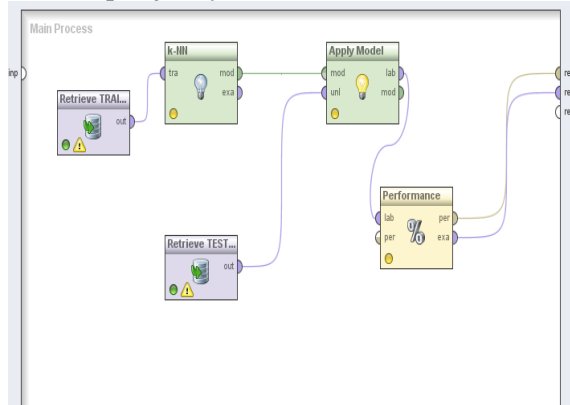 Main Process
inp
k-NN
tra mod
exa
Apply Model
mod lab
unl mod
Retrieve TRAI...
out
Performance
lab per
per exa
%
Retrieve TEST...
out
re
re
re